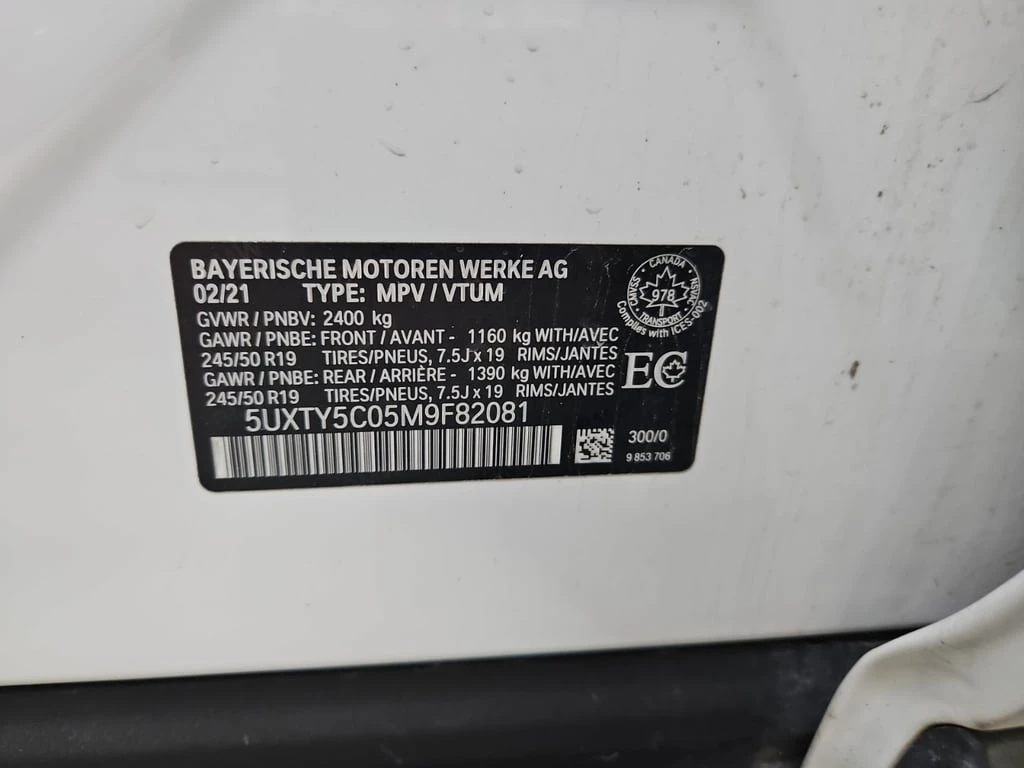 BAYERISCHE MOTOREN WERKE AG
02/21 TYPE: MPV / VTUM
GVWR / PNBV: 2400 kg
GAWR / PNBE: FRONT / AVANT - 1160 kg WITH/AVEC
245/50 R19 TIRES/PNEUS, 7.5J x 19 RIMS/JANTES
GAWR / PNBE: REAR / ARRIÈRE - 1390 kg WITH/AVEC
245/50 R19 TIRES/PNEUS, 7.5J x 19 RIMS/JANTES
5UXTY5C05M9F82081
CANADA
CMVSS
NSVAC
978
TRANSPORT
Complies with ICES-002
EC
300/0
9 853 706